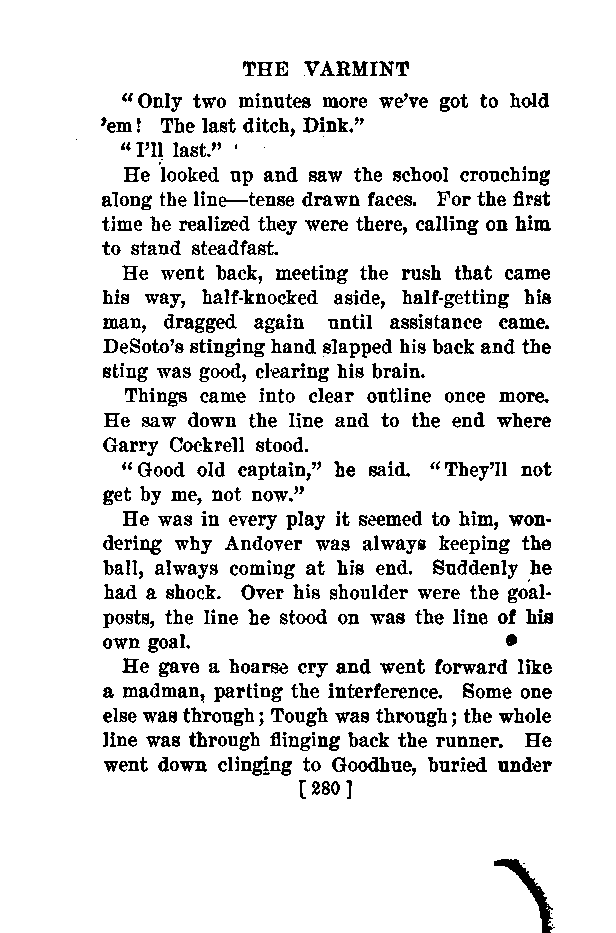 THE VARMINT
“Only two minutes more we’ve got to hold
’em! The last ditch, Dink.”
“I’ll last.”
He looked up and saw the school crouching
along the line—tense drawn faces. For the first
time he realized they were there, calling on him
to stand steadfast.
He went back, meeting the rush that came
his way, half-knocked aside, half-getting his
man, dragged again until assistance came.
DeSoto’s stinging hand slapped his back and the
sting was good, clearing his brain.
Things came into clear outline once more.
He saw down the line and to the end where
Garry Cockrell stood.
“Good old captain,” he said. “They’ll not
get by me, not now.”
He was in every play it seemed to him, won-
dering why Andover was always keeping the
ball, always coming at his end. Suddenly he
had a shock. Over his shoulder were the goal-
posts, the line he stood on was the line of his
own goal.
He gave a hoarse cry and went forward like
a madman, parting the interference. Some one
else was through; Tough was through; the whole
line was through flinging back the runner. He
went down clinging to Goodhue, buried under
[280]